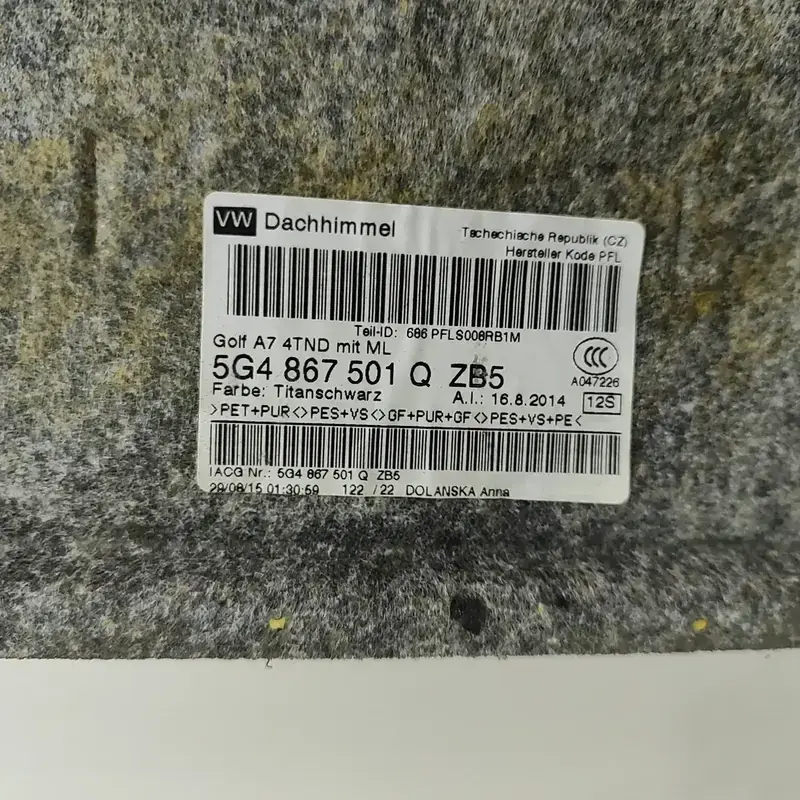 VW Dachhimmel
Tschechische Republik (CZ)
Hersteller Kode PFL
Teil-ID: 686 PFLS008RB1M
Golf A7 4TND mit ML
5G4 867 501 Q ZB5
CCC
A047226
Farbe: Titanschwarz A.I.: 16.8.2014 12S
>PET+PUR<>PES+VS<>GF+PUR+GF<>PES+VS+PE<
IACG Nr.: 5G4 867 501 Q ZB5
29/08/15 01:30:59 122 /22 DOLANSKA Anna